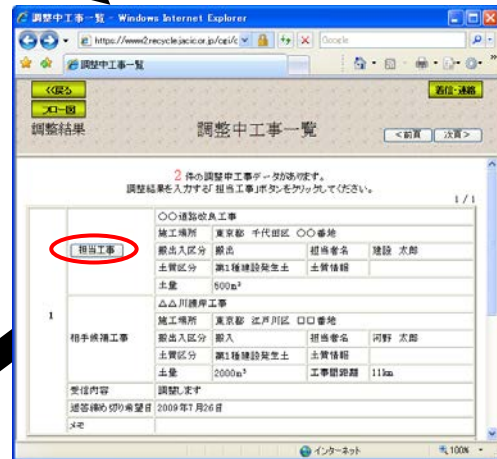 調整中工事一覧 - Windows Internet Explorer
https://www2.recycle.jacic.or.jp/cgi/c
Google
調整中工事一覧
<<戻る
着信・連絡
フロー図
調整結果
調整中工事一覧
<前頁 次頁>
2 件の調整中工事データがあります。
調整結果を入力する「担当工事」ボタンをクリックしてください。
1/1
〇〇道路改良工事
施工場所 東京都 千代田区 〇〇番地
担当工事 搬出入区分 搬出 担当者名 建設 太郎
土質区分 第1種建設発生土 土質情報
土量 500m³
1
△△川護岸工事
施工場所 東京都 江戸川区 口口番地
相手候補工事 搬出入区分 搬入 担当者名 河野 太郎
土質区分 第1種建設発生土 土質情報
土量 2000m³ 工事間距離 11km
受信内容 調整します
返答締め切り希望日 2009年7月26日
メモ
インターネット 100%